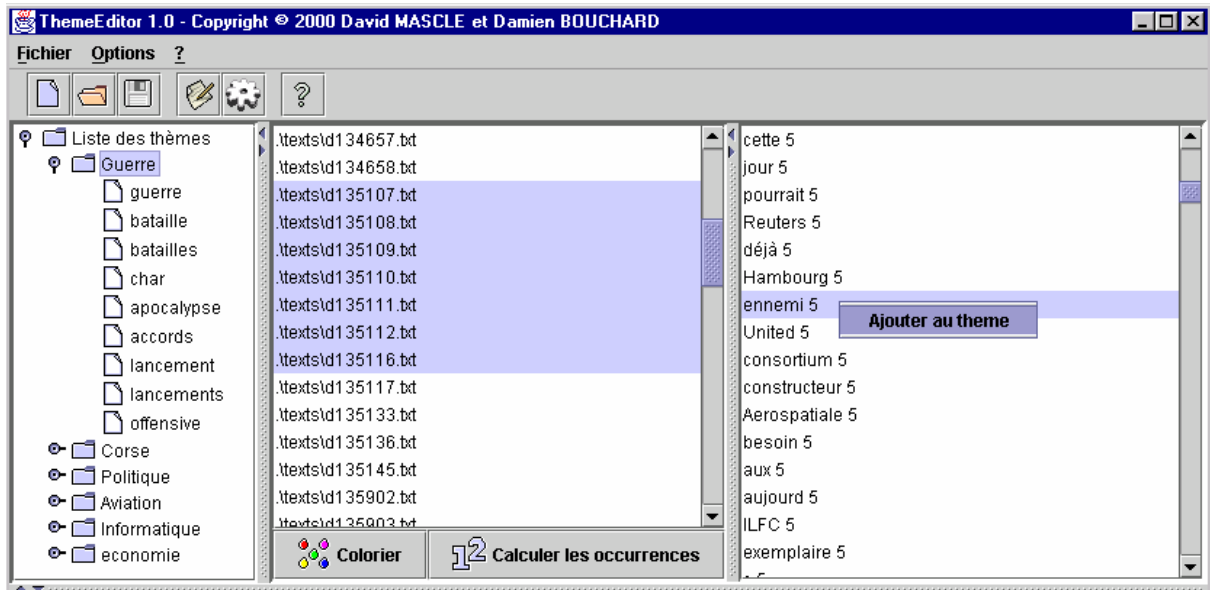 ThemeEditor 1.0 - Copyright © 2000 David MASCLE et Damien BOUCHARD
Fichier Options ?
Liste des thèmes
Guerre
guerre
bataille
batailles
char
apocalypse
accords
lancement
lancements
offensive
Corse
Politique
Aviation
Informatique
economie
.\texts\d134657.txt
.\texts\d134658.txt
.\texts\d135107.txt
.\texts\d135108.txt
.\texts\d135109.txt
.\texts\d135110.txt
.\texts\d135111.txt
.\texts\d135112.txt
.\texts\d135116.txt
.\texts\d135117.txt
.\texts\d135133.txt
.\texts\d135136.txt
.\texts\d135145.txt
.\texts\d135902.txt
.\texts\d135903.txt
Colorier
12 Calculer les occurrences
cette 5
jour 5
pourrait 5
Reuters 5
déjà 5
Hambourg 5
ennemi 5
Ajouter au theme
United 5
consortium 5
constructeur 5
Aerospatiale 5
besoin 5
aux 5
aujourd 5
ILFC 5
exemplaire 5